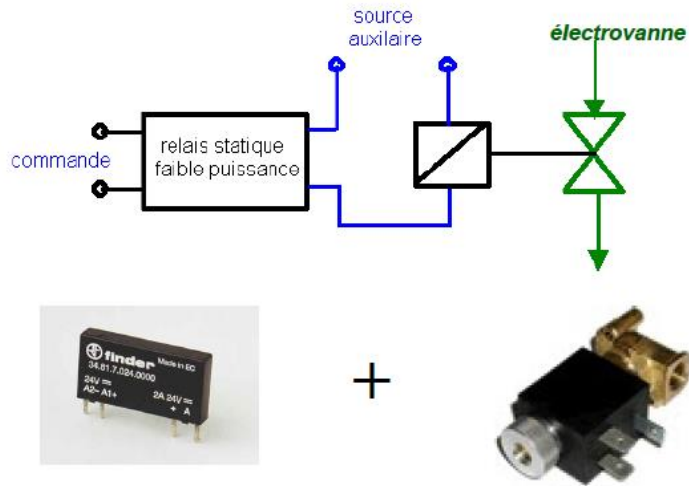 source
auxilaire
électrovanne
commande
relais statique
faible puissance
finder
Made in EC
34.81.7.024.0000
24V ⎓
A2– A1+
2A 24V ⎓
+ A
+